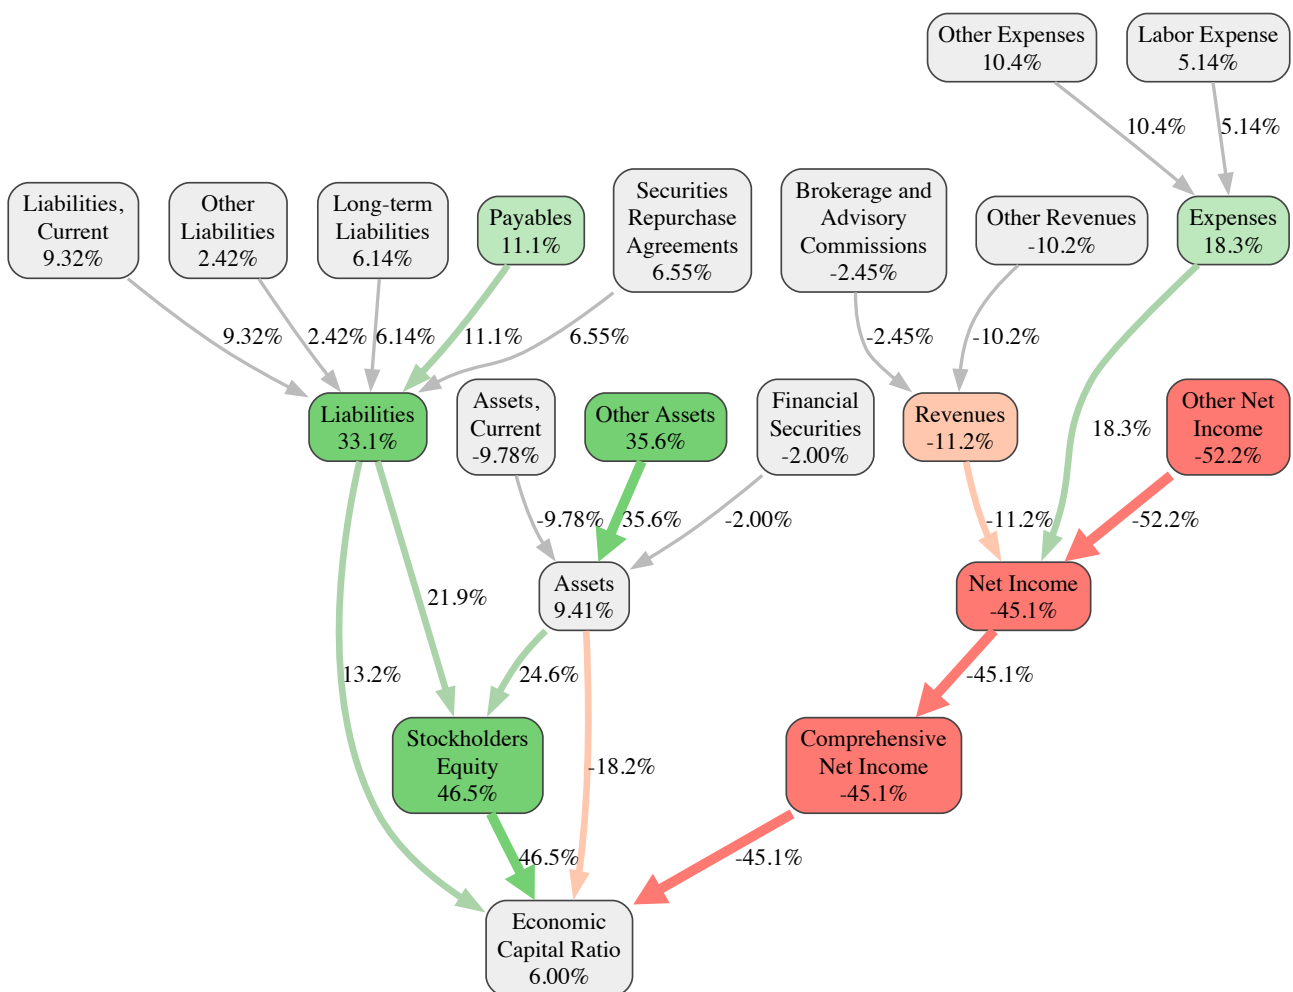 Other Expenses
10.4%
Labor Expense
5.14%
10.4%
5.14%
Liabilities,
Current
9.32%
Other
Liabilities
2.42%
Long-term
Liabilities
6.14%
Payables
11.1%
Securities
Repurchase
Agreements
6.55%
Brokerage and
Advisory
Commissions
-2.45%
Other Revenues
-10.2%
Expenses
18.3%
9.32%
2.42%
6.14%
11.1%
6.55%
-2.45%
-10.2%
Liabilities
33.1%
Assets,
Current
-9.78%
Other Assets
35.6%
Financial
Securities
-2.00%
Revenues
-11.2%
18.3%
Other Net
Income
-52.2%
-9.78%
35.6%
-2.00%
-11.2%
-52.2%
21.9%
Assets
9.41%
Net Income
-45.1%
13.2%
24.6%
-45.1%
Stockholders
Equity
46.5%
-18.2%
Comprehensive
Net Income
-45.1%
46.5%
-45.1%
Economic
Capital Ratio
6.00%